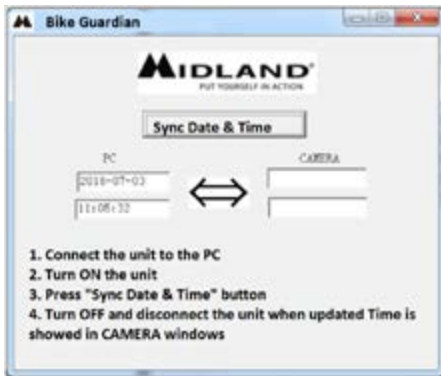 Bike Guardian
MIDLAND
PUT YOURSELF IN ACTION
Sync Date & Time
PC
CAMERA
2018-07-03
11:05:32
1. Connect the unit to the PC
2. Turn ON the unit
3. Press "Sync Date & Time" button
4. Turn OFF and disconnect the unit when updated Time is
showed in CAMERA windows